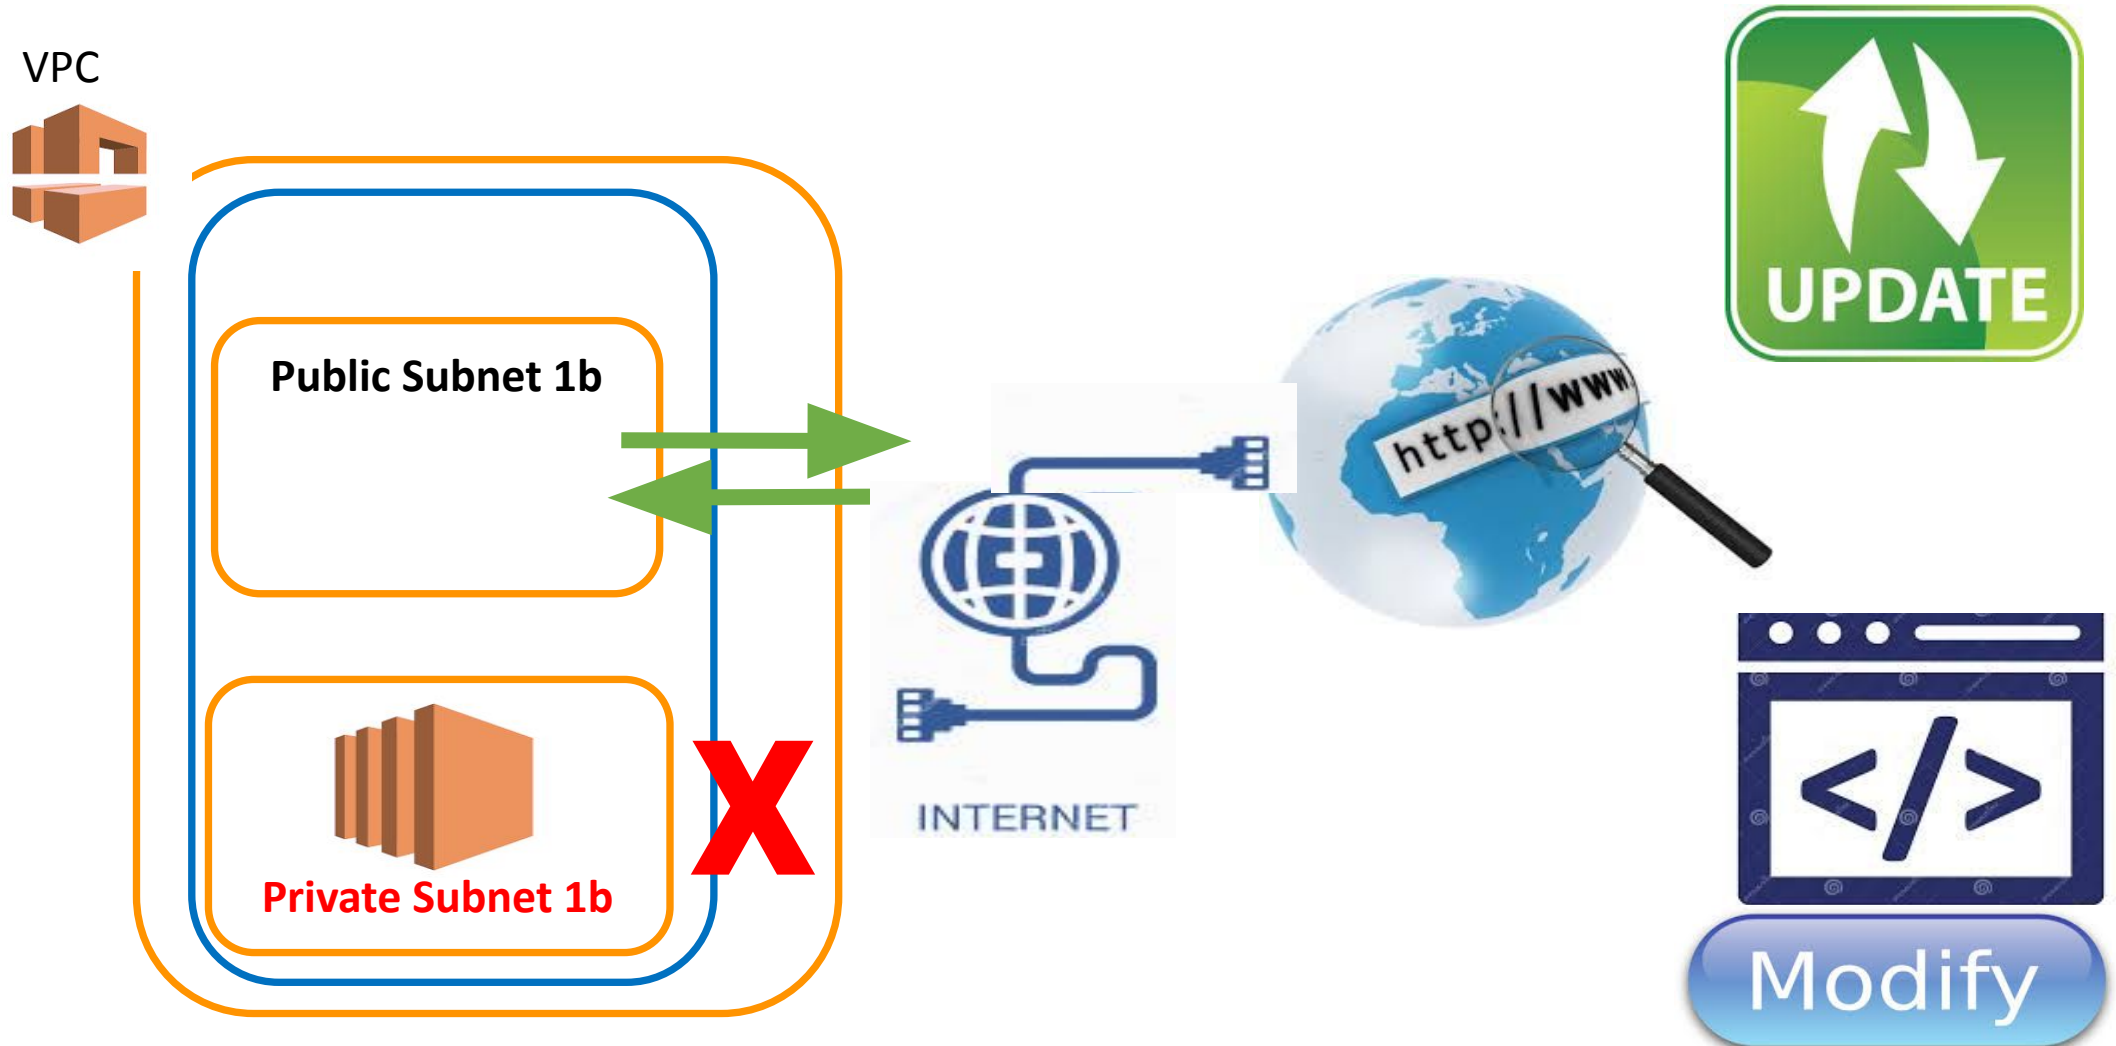 VPC
UPDATE
Public Subnet 1b
http://www.
INTERNET
</>
Private Subnet 1b
X
Modify